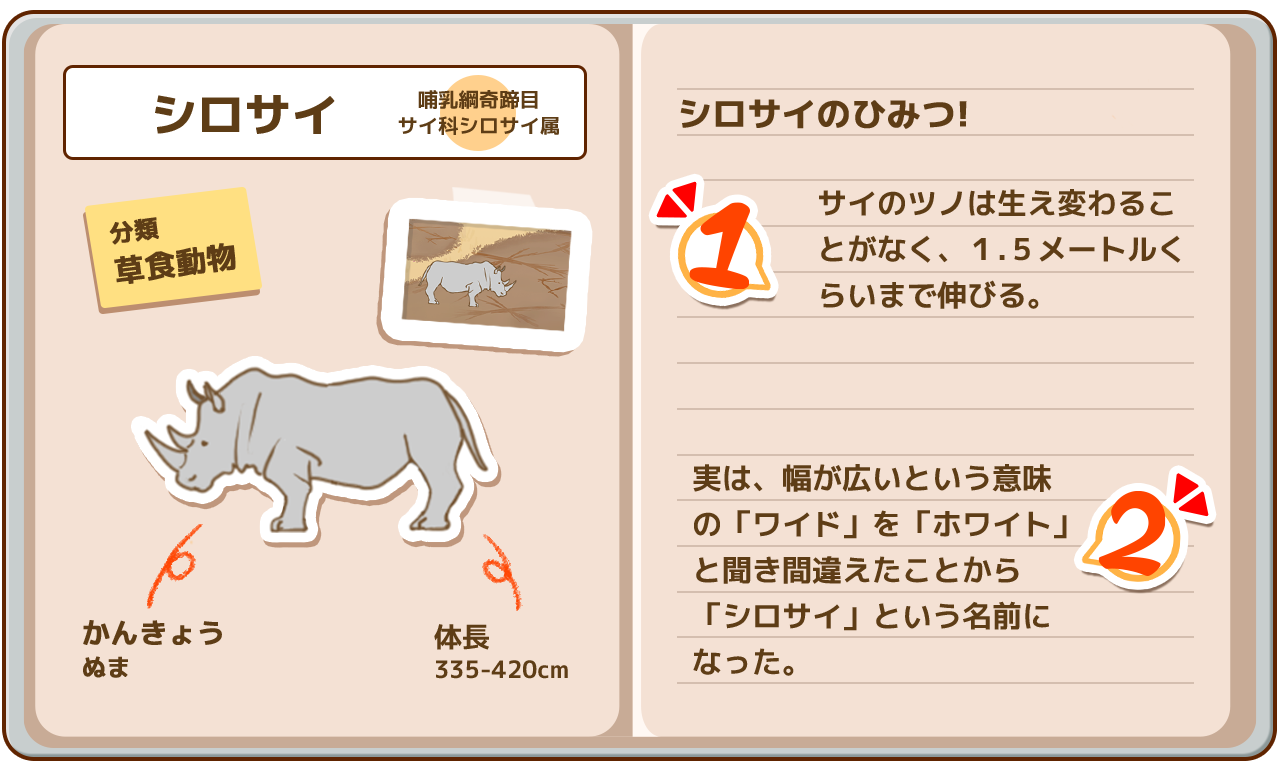 シロサイ
哺乳綱奇蹄目
サイ科シロサイ属
分類
草食動物
かんきょう
ぬま
体長
335-420cm
シロサイのひみつ!
1
サイのツノは生え変わるこ
とがなく、１.５メートルく
らいまで伸びる。
2
実は、幅が広いという意味
の「ワイド」を「ホワイト」
と聞き間違えたことから
「シロサイ」という名前に
なった。